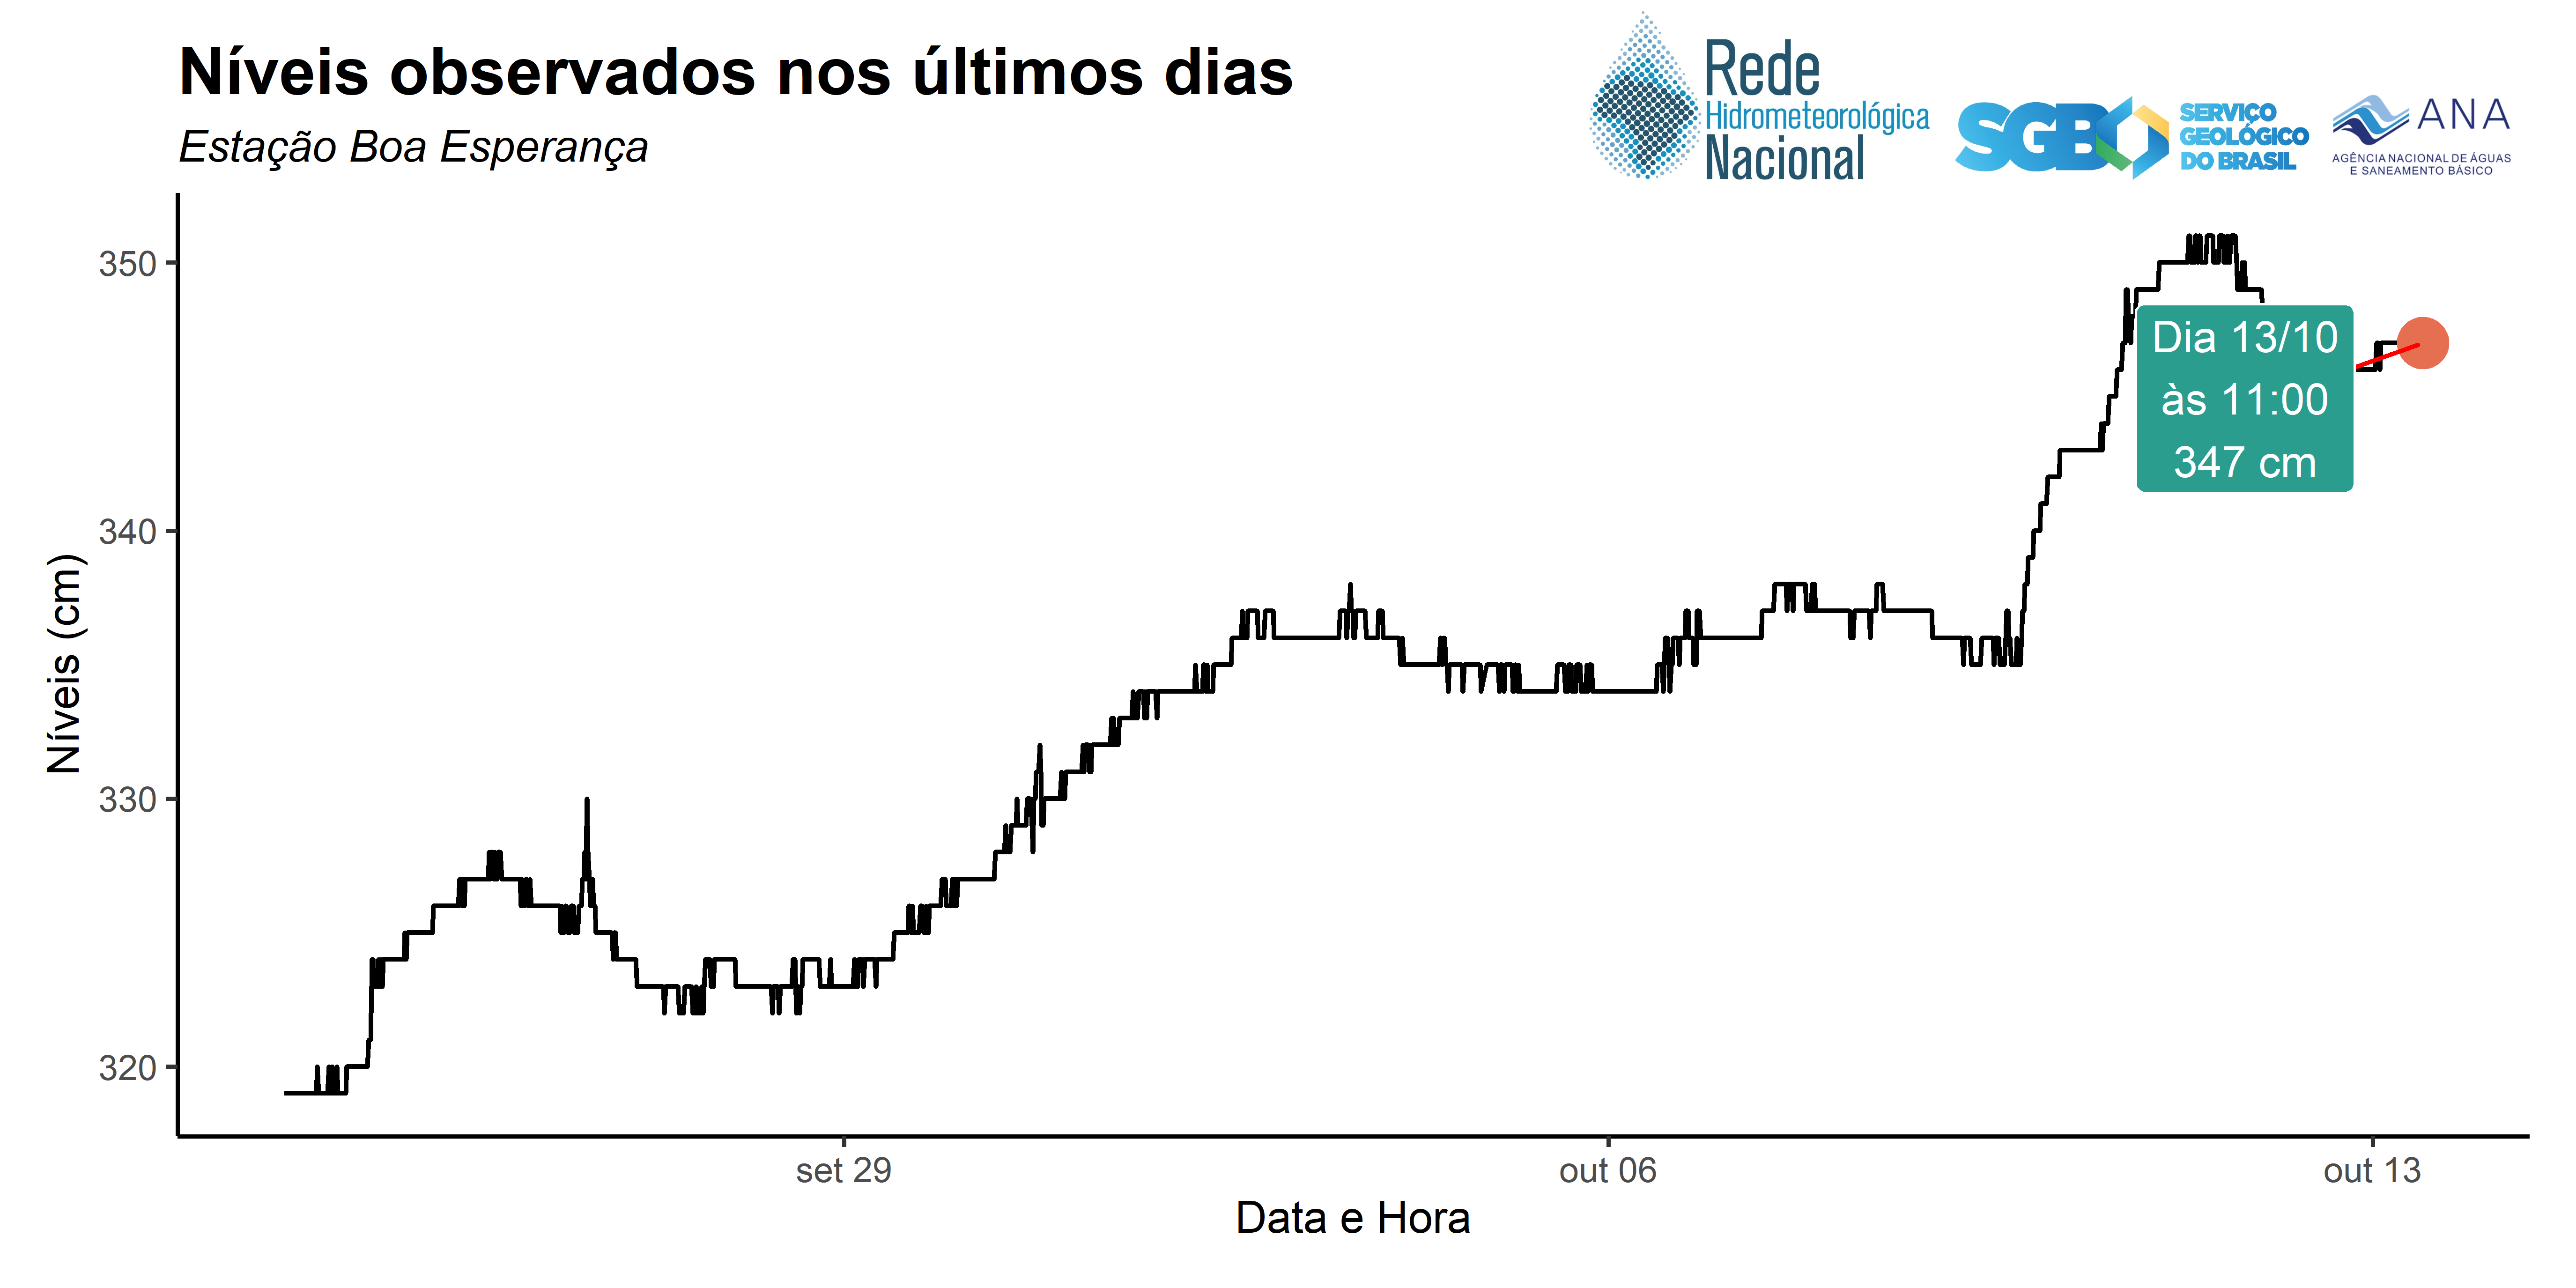 Níveis observados nos últimos dias
Estação Boa Esperança
Rede
Hidrometeorológica
Nacional
SGB
SERVIÇO
GEOLÓGICO
DO BRASIL
ANA
AGÊNCIA NACIONAL DE ÁGUAS
E SANEAMENTO BÁSICO
350
340
330
320
Níveis (cm)
Dia 13/10
às 11:00
347 cm
set 29
out 06
out 13
Data e Hora